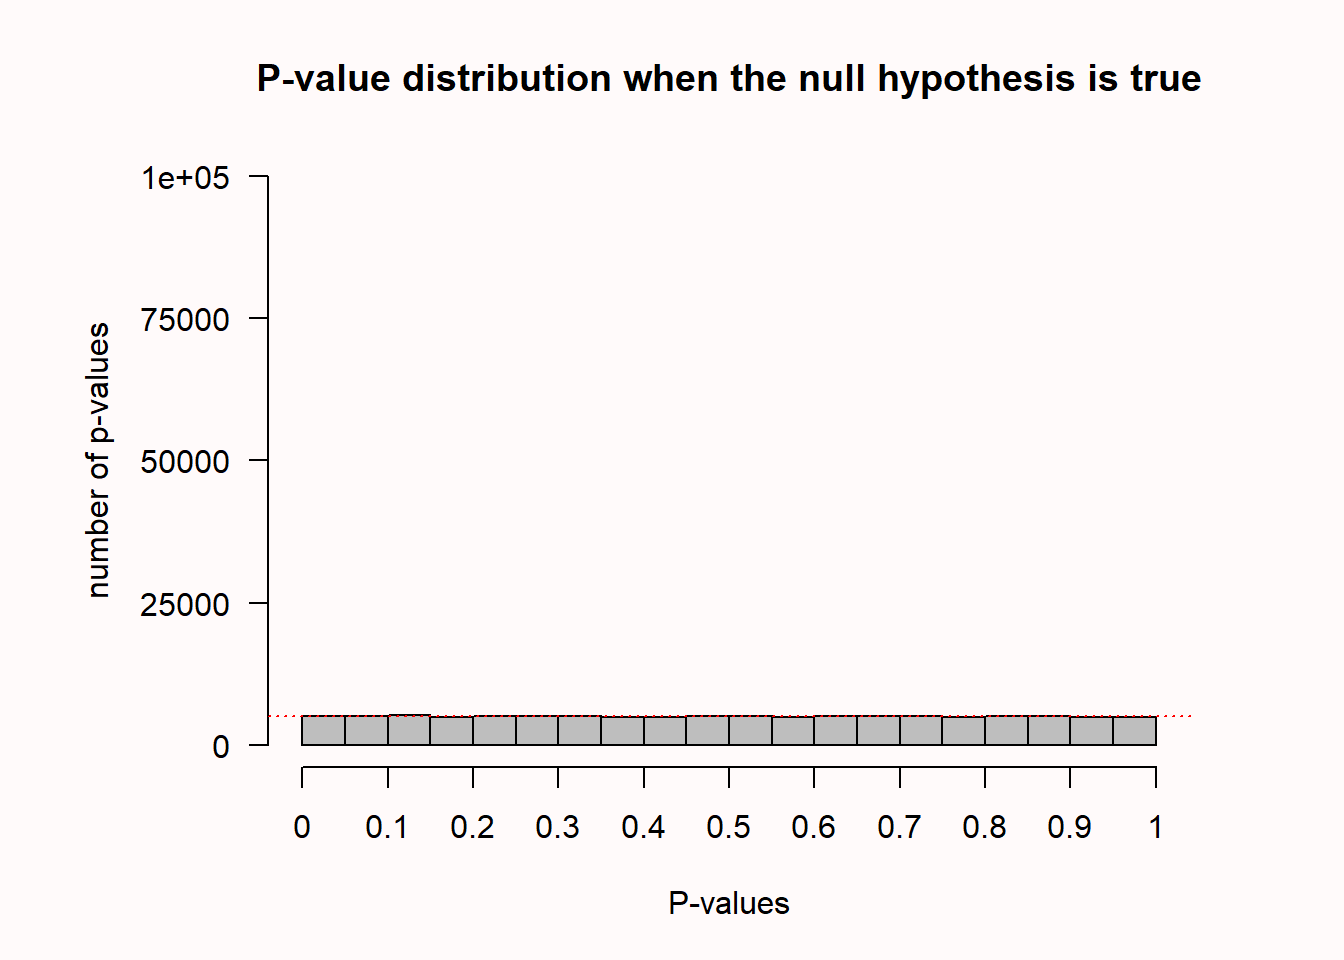 P-value distribution when the null hypothesis is true
1e+05
75000
50000
25000
0
number of p-values
0 0.1 0.2 0.3 0.4 0.5 0.6 0.7 0.8 0.9 1
P-values